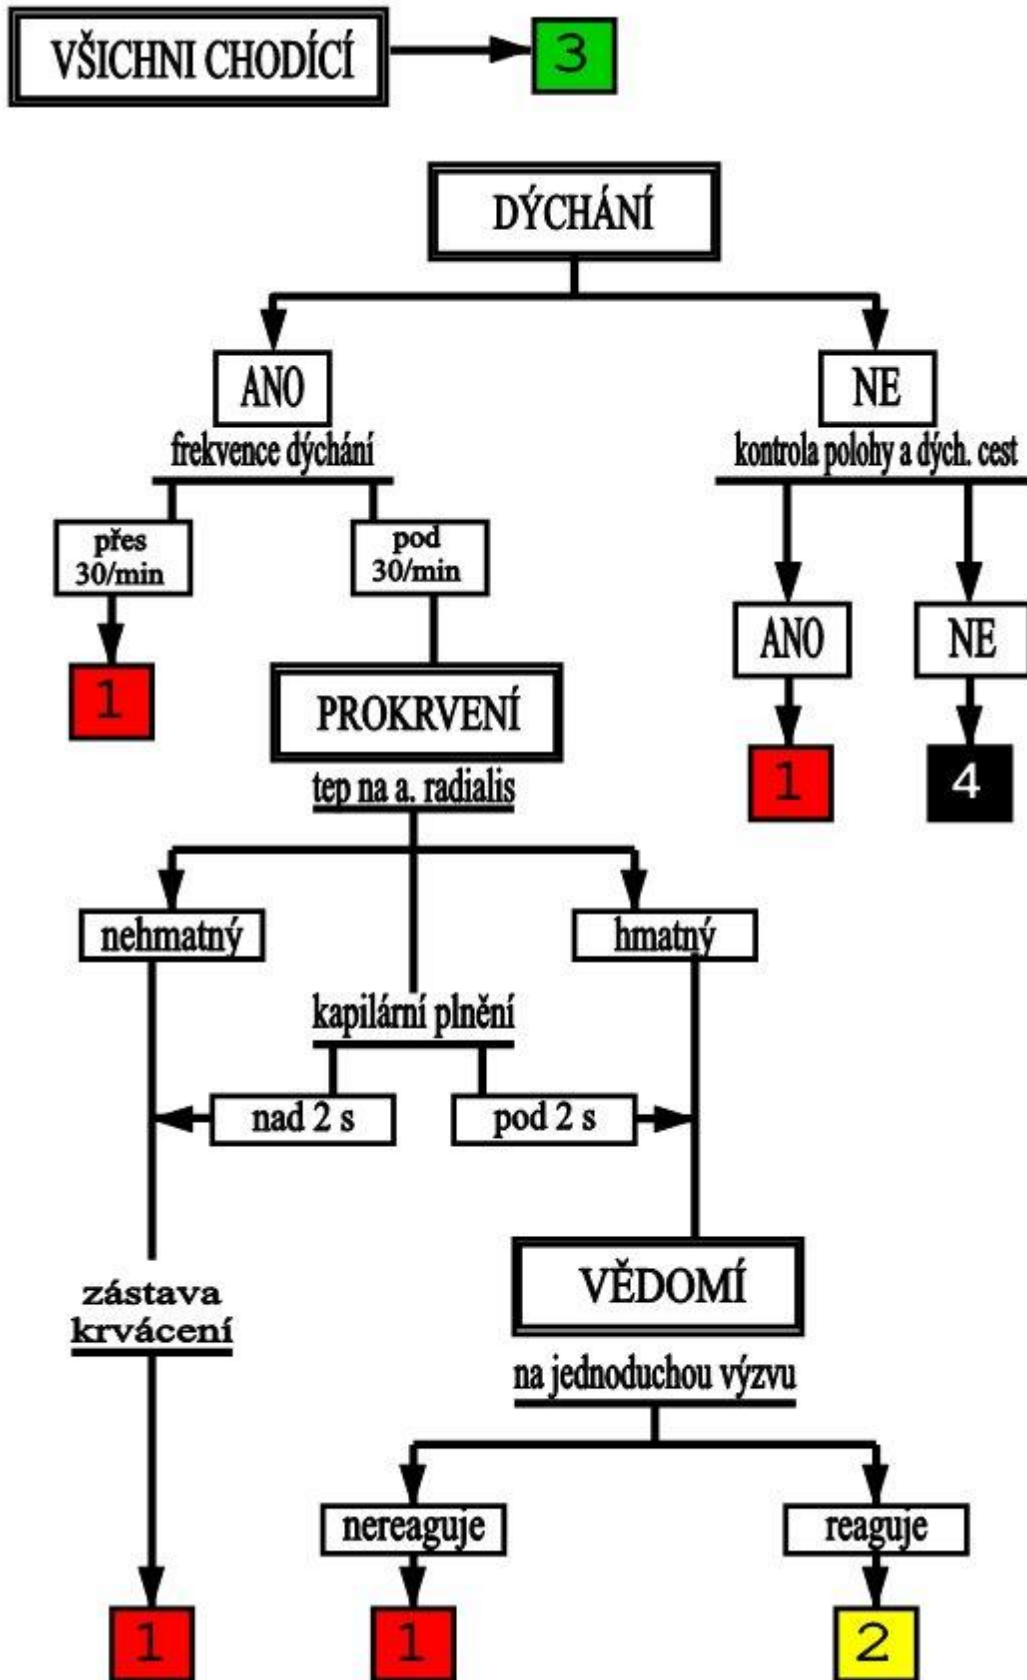 VŠICHNI CHODÍCÍ
3
DÝCHÁNÍ
ANO
NE
frekvence dýchání
kontrola polohy a dých. cest
přes
30/min
pod
30/min
ANO
NE
1
PROKRVENÍ
1
4
tep na a. radialis
nehmatný
hmatný
kapilární plnění
nad 2 s
pod 2 s
VĚDOMÍ
zástava
krvácení
na jednoduchou výzvu
nereaguje
reaguje
1
1
2